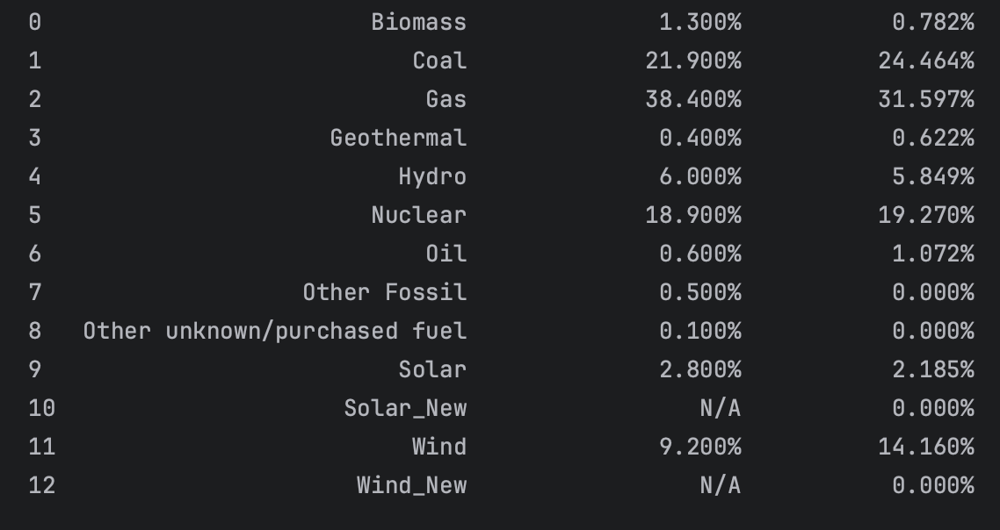 0 Biomass 1.300% 0.782%
1 Coal 21.900% 24.464%
2 Gas 38.400% 31.597%
3 Geothermal 0.400% 0.622%
4 Hydro 6.000% 5.849%
5 Nuclear 18.900% 19.270%
6 Oil 0.600% 1.072%
7 Other Fossil 0.500% 0.000%
8 Other unknown/purchased fuel 0.100% 0.000%
9 Solar 2.800% 2.185%
10 Solar_New N/A 0.000%
11 Wind 9.200% 14.160%
12 Wind_New N/A 0.000%